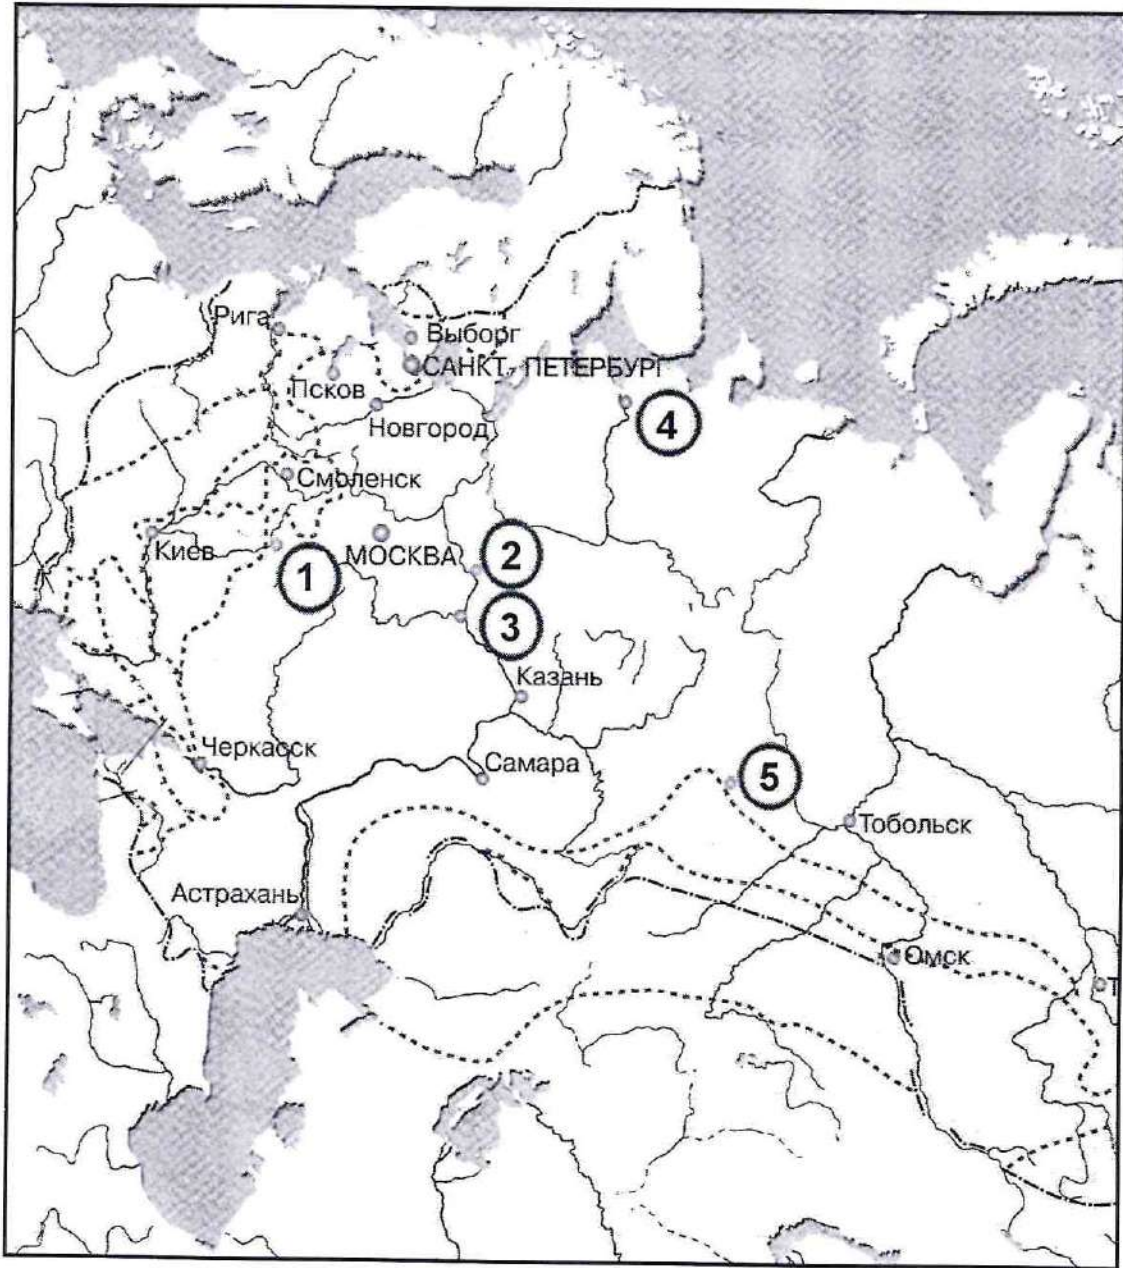 Рига
Выборг
САНКТ-ПЕТЕРБУРГ
Псков
Новгород
4
Смоленск
Киев
МОСКВА
2
1
3
Казань
Черкасск
Самара
5
Тобольск
Астрахань
Омск
Т